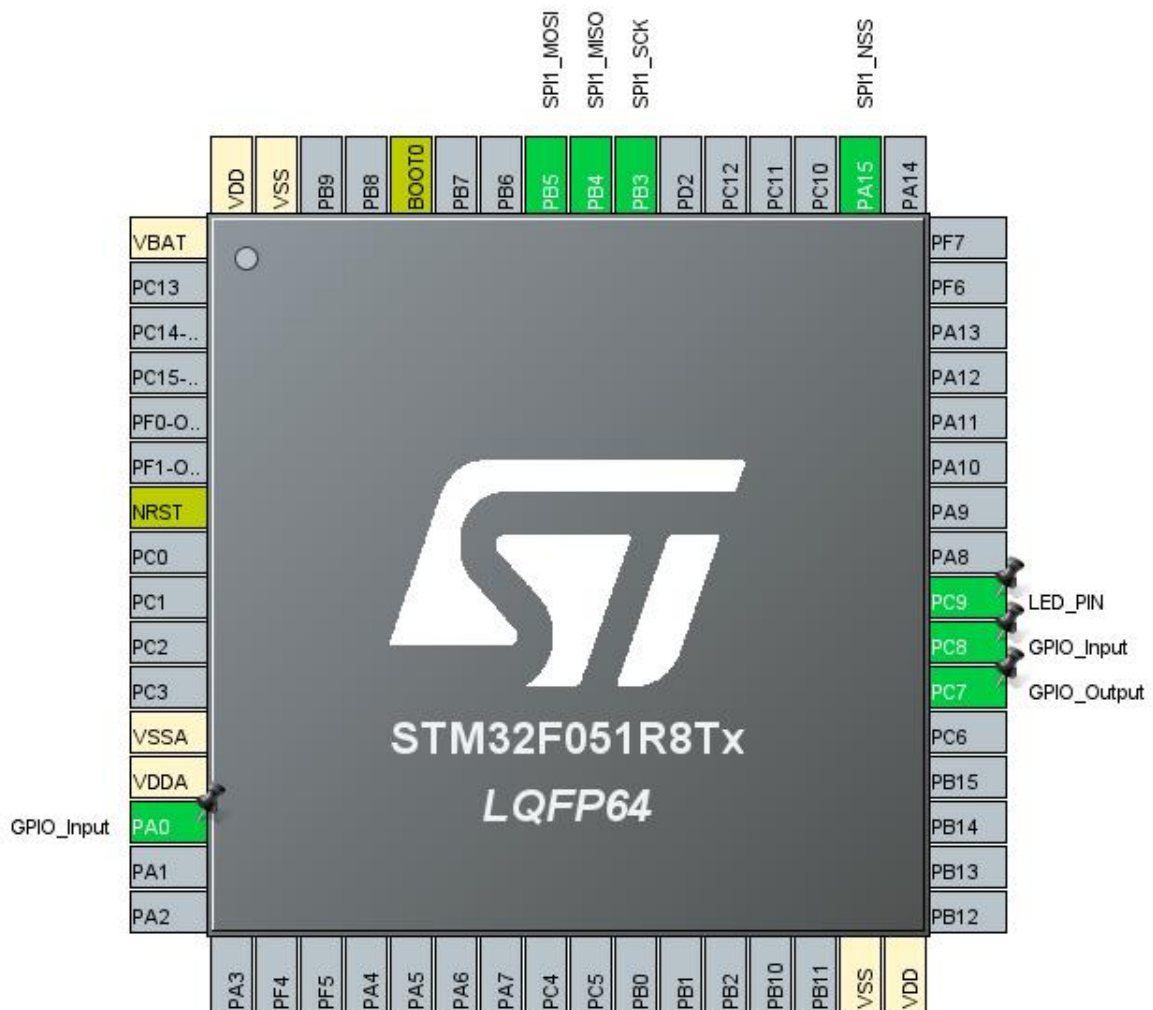 SPI1_MOSI
SPI1_MISO
SPI1_SCK
SPI1_NSS
VDD
VSS
PB9
PB8
BOOT0
PB7
PB6
PB5
PB4
PB3
PD2
PC12
PC11
PC10
PA15
PA14
VBAT
PC13
PC14-..
PC15-..
PF0-O..
PF1-O..
NRST
PC0
PC1
PC2
PC3
VSSA
VDDA
GPIO_Input PA0
PA1
PA2
ST
STM32F051R8Tx
LQFP64
PF7
PF6
PA13
PA12
PA11
PA10
PA9
PA8
PC9 LED_PIN
PC8 GPIO_Input
PC7 GPIO_Output
PC6
PB15
PB14
PB13
PB12
PA3
PF4
PF5
PA4
PA5
PA6
PA7
PC4
PC5
PB0
PB1
PB2
PB10
PB11
VSS
VDD